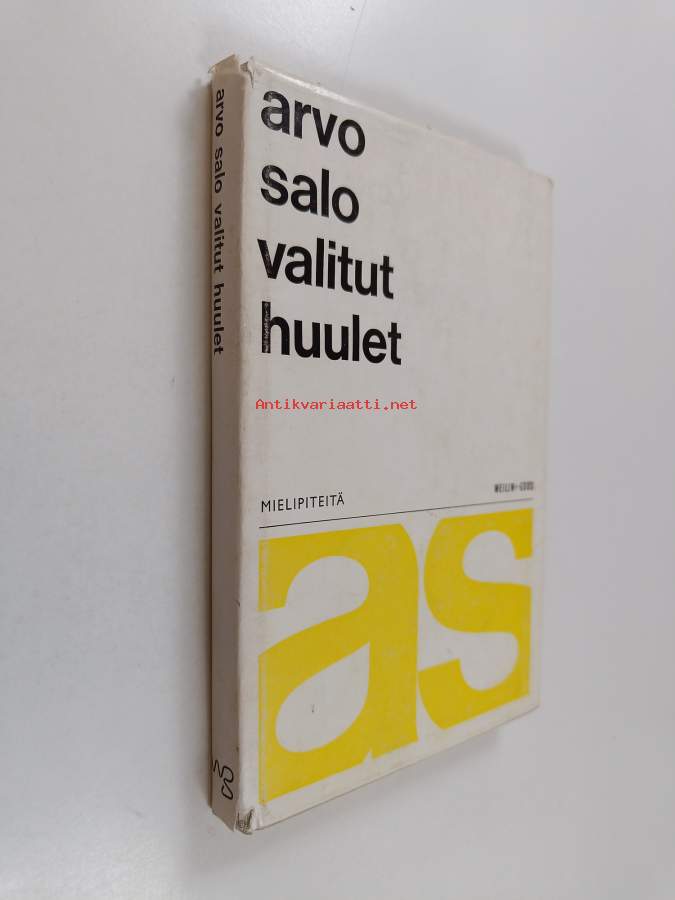 arvo
salo
valitut
huulet
Antikvariaatti.net
MIELIPITEITÄ
WEILIN+GÖÖS
as
arvo salo valitut huulet